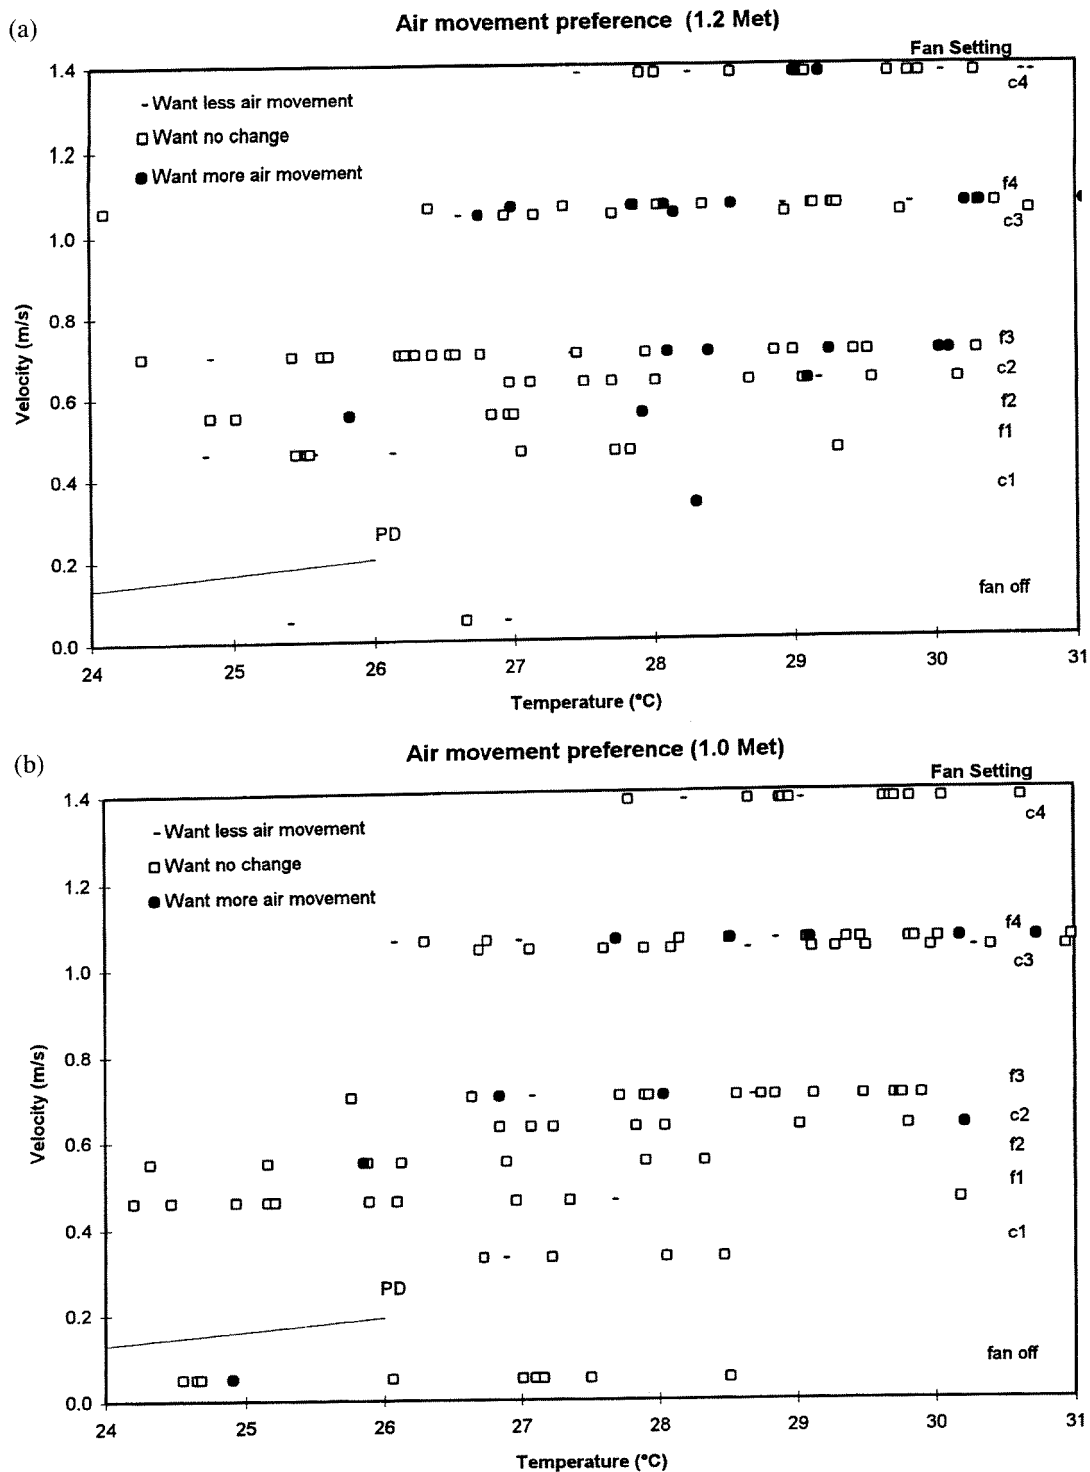 (a)
Air movement preference (1.2 Met)
Fan Setting
1.4
- Want less air movement
c4
Want no change
1.2
Want more air movement
f4
c3
1.0
Velocity (m/s)
0.8
f3
c2
0.6
f2
f1
0.4
c1
PD
0.2
fan off
0.0
24 25 26 27 28 29 30 31
Temperature (°C)
(b)
Air movement preference (1.0 Met)
Fan Setting
1.4
- Want less air movement
c4
Want no change
1.2
Want more air movement
f4
c3
1.0
Velocity (m/s)
0.8
f3
c2
0.6
f2
f1
0.4
c1
PD
0.2
fan off
0.0
24 25 26 27 28 29 30 31
Temperature (°C)